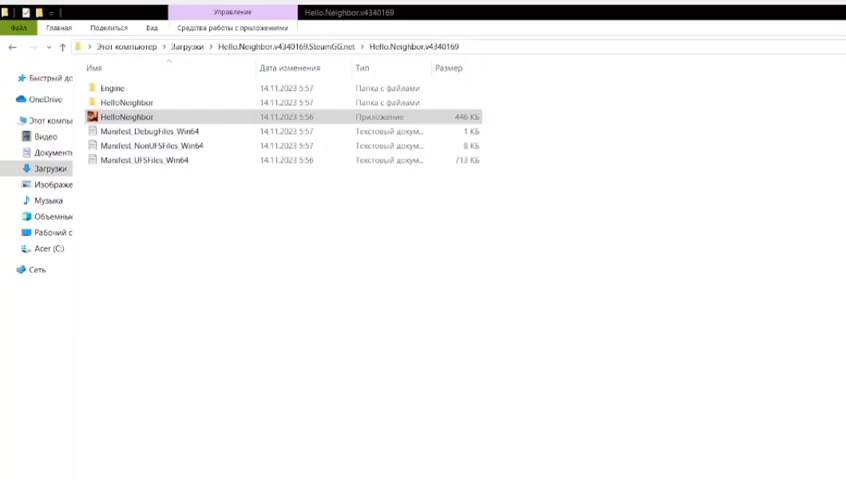 Управление
Hello.Neighbor.v4340169
Файл Главная Поделиться Вид Средства работы с приложениями
Этот компьютер > Загрузки > Hello.Neighbor.v4340169.SteamGG.net > Hello.Neighbor.v4340169
Имя Дата изменения Тип Размер
Быстрый до
OneDrive
Этот компь
Видео
Документь
Загрузки
Изображе
Музыка
Объемные
Рабочий с
Acer (C:)
Сеть
Engine 14.11.2023 5:57 Папка с файлами
HelloNeighbor 14.11.2023 5:57 Папка с файлами
HelloNeighbor 14.11.2023 5:56 Приложение 446 КБ
Manifest_DebugFiles_Win64 14.11.2023 5:57 Текстовый докум... 1 КБ
Manifest_NonUFSFiles_Win64 14.11.2023 5:57 Текстовый докум... 8 КБ
Manifest_UFSFiles_Win64 14.11.2023 5:56 Текстовый докум... 713 КБ